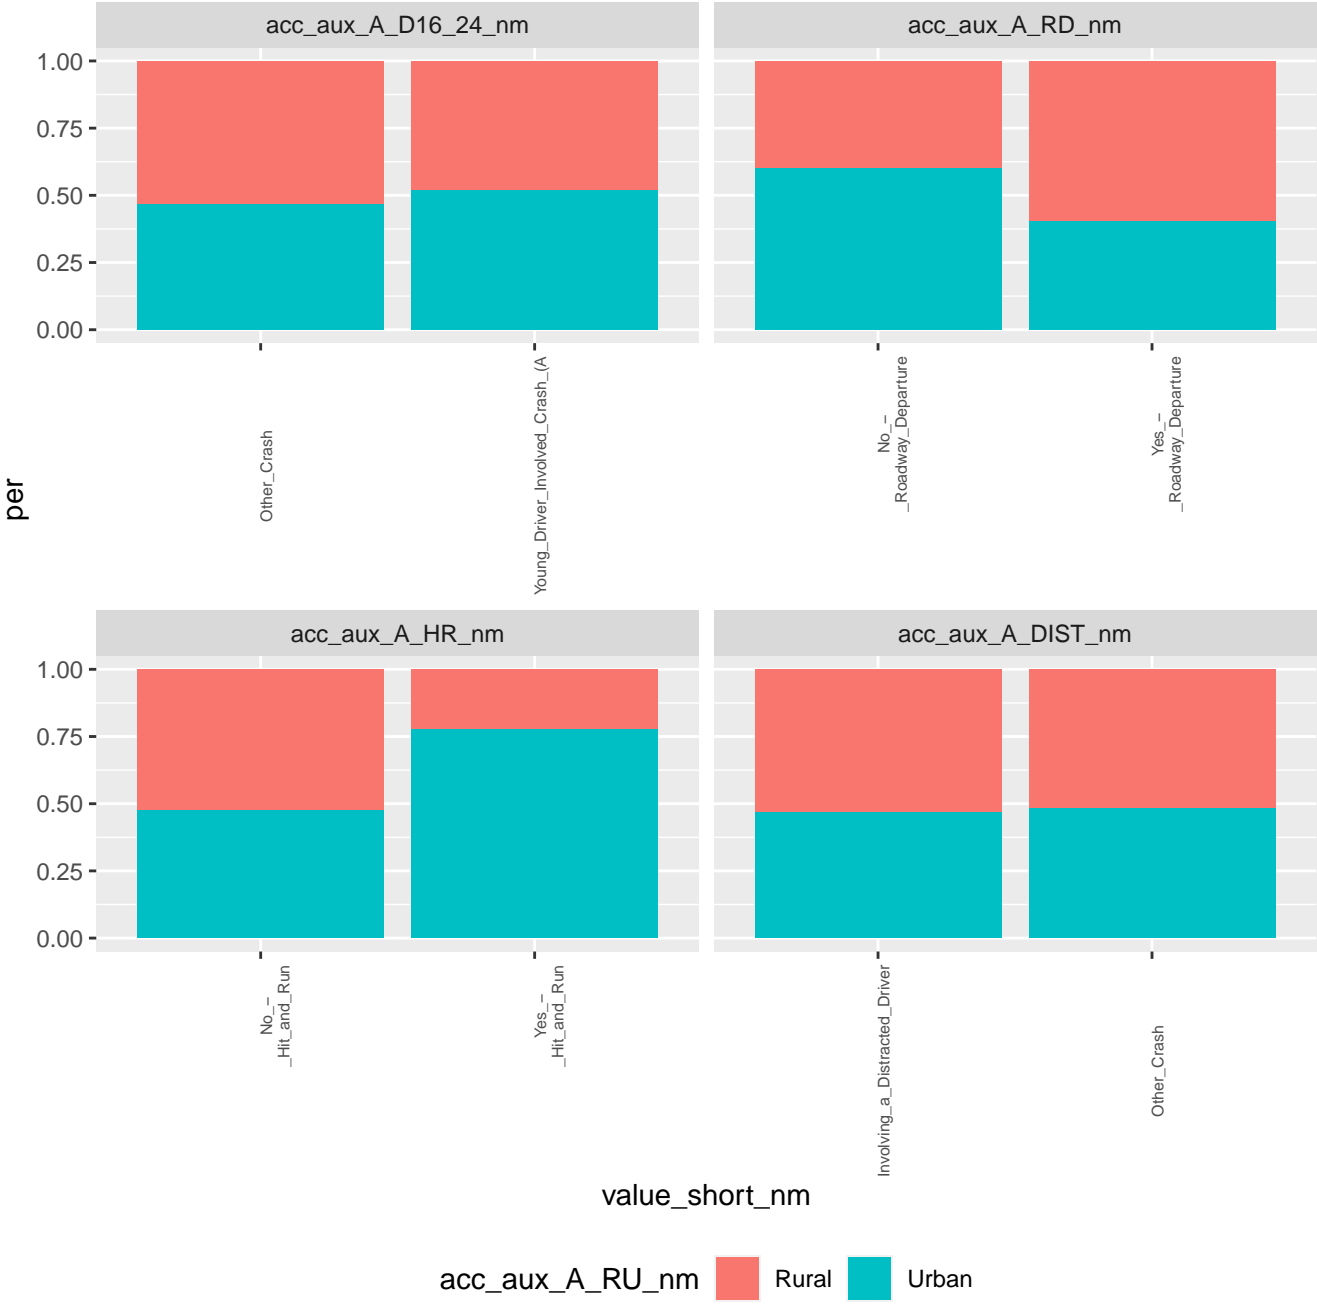 acc_aux_A_D16_24_nm
acc_aux_A_RD_nm
1.00
0.75
0.50
0.25
0.00
Other_Crash
Young_Driver_Involved_Crash_(A
No_–
_Roadway_Departure
Yes_–
_Roadway_Departure
per
acc_aux_A_HR_nm
acc_aux_A_DIST_nm
1.00
0.75
0.50
0.25
0.00
No_–
_Hit_and_Run
Yes_–
_Hit_and_Run
Involving_a_Distracted_Driver
Other_Crash
value_short_nm
acc_aux_A_RU_nm Rural Urban